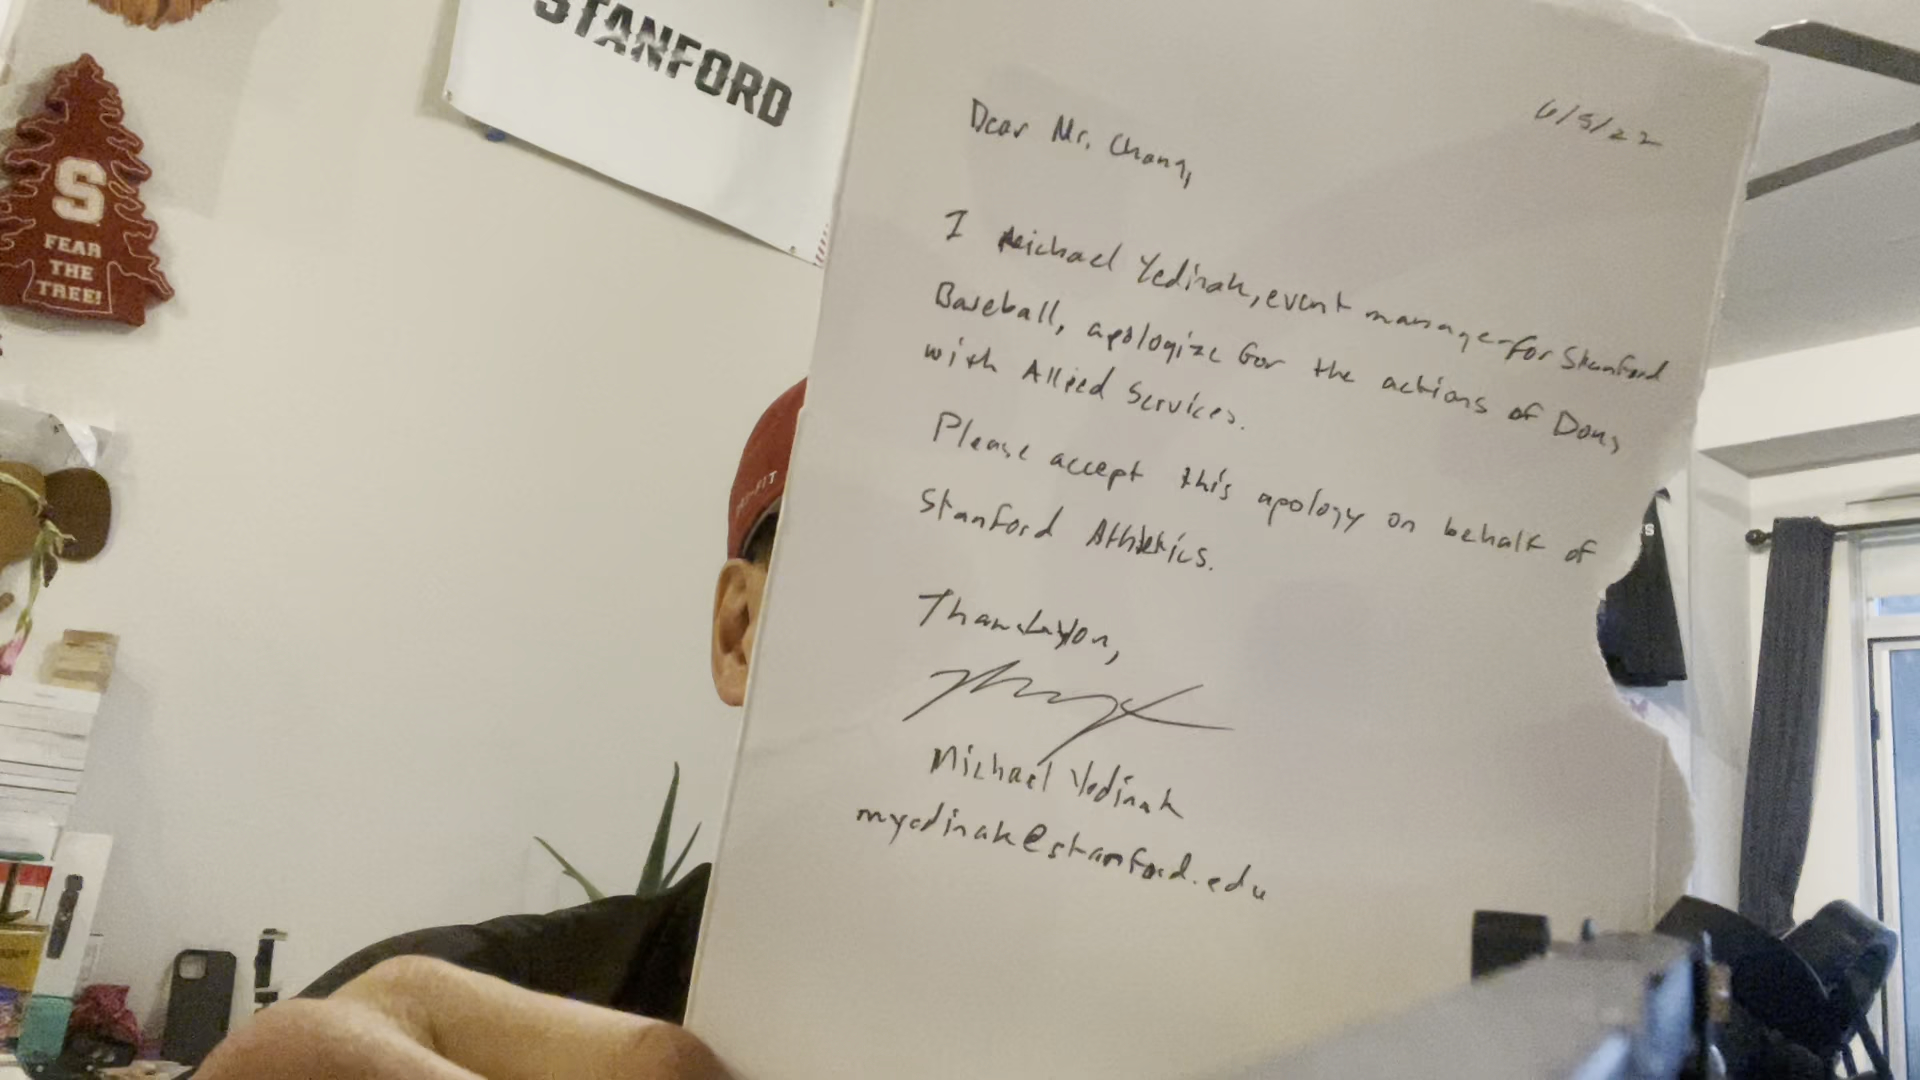 STANFORD
S
FEAR
THE
TREE!
6/5/22
Dear Mr. Chang,
I Michael Yedinak, event manager for Stanford
Baseball, apologize for the actions of Doug
with Allied Services.
Please accept this apology on behalf of
Stanford Athletics.
Thank you,
Michael Yedinak
myedinak@stanford.edu